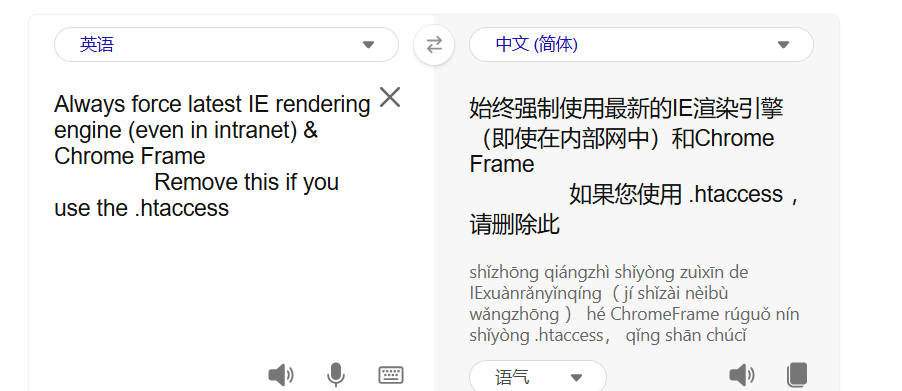 英语
中文 (简体)
Always force latest IE rendering
engine (even in intranet) &
Chrome Frame
Remove this if you
use the .htaccess
始终强制使用最新的IE渲染引擎
（即使在内部网中）和Chrome
Frame
如果您使用 .htaccess，
请删除此
shǐzhōng qiángzhì shǐyòng zuìxīn de
IExuànrǎnyǐnqíng（ jí shǐzài nèibù
wǎngzhōng ） hé ChromeFrame rúguǒ nín
shǐyòng .htaccess， qǐng shān chúcǐ
语气